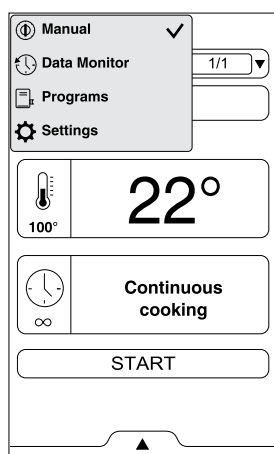 Manual
Data Monitor
1/1
Programs
Settings
22°
100°
Continuous
cooking
∞
START